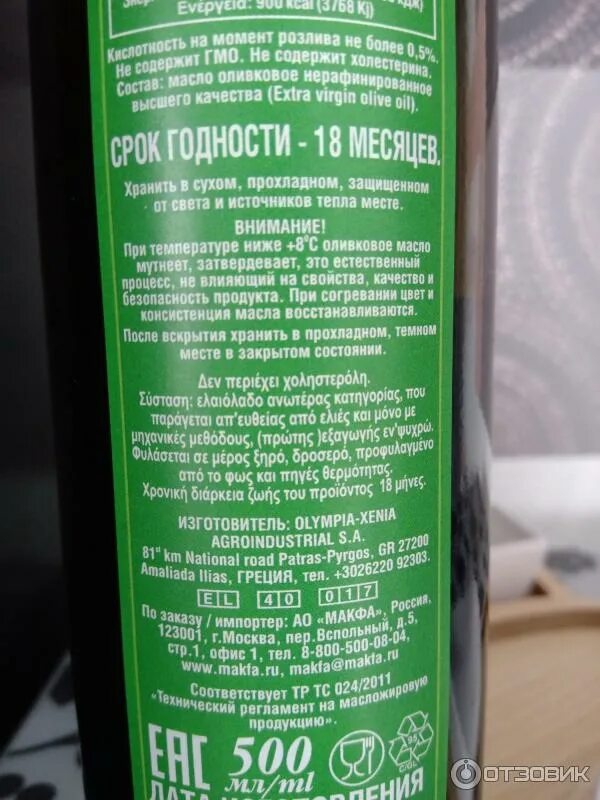 Ενέργεια: 900 kcal (3768 Kj)
Кислотность на момент розлива не более 0,5%.
Не содержит ГМО. Не содержит холестерина.
Состав: масло оливковое нерафинированное
высшего качества (Extra virgin olive oil).
СРОК ГОДНОСТИ - 18 МЕСЯЦЕВ.
Хранить в сухом, прохладном, защищенном
от света и источников тепла месте.
ВНИМАНИЕ!
При температуре ниже +8°С оливковое масло
мутнеет, затвердевает, это естественный
процесс, не влияющий на свойства, качество и
безопасность продукта. При согревании цвет и
консистенция масла восстанавливаются.
После вскрытия хранить в прохладном, темном
месте в закрытом состоянии.
Δεν περιέχει χοληστερόλη.
Σύσταση: ελαιόλαδο ανωτέρας κατηγορίας, που
παράγεται απ'ευθείας από ελιές και μόνο με
μηχανικές μεθόδους, (πρώτης )εξαγωγής εν'ψυχρώ.
Φυλάσεται σε μέρος ξηρό, δροσερό, προφυλαγμένο
από το φως και πηγές θερμότητας.
Χρονική διάρκεια ζωής του προϊόντος 18 μήνες.
ИЗГОТОВИТЕЛЬ: OLYMPIA-XENIA
AGROINDUSTRIAL S.A.
81st km National road Patras-Pyrgos, GR 27200
Amaliada Ilias, ГРЕЦИЯ, тел. +3026220 92303.
EL 40 017
По заказу / импортер: АО «МАКФА», Россия,
123001, г.Москва, пер.Вспольный, д.5,
стр.1, офис 1, тел. 8-800-500-08-04,
www.makfa.ru, makfa@makfa.ru
Соответствует ТР ТС 024/2011
«Технический регламент на масложировую
продукцию».
EAC 500 мл/ml
95
C/GL
ДАТА ИЗГОТОВЛЕНИЯ
ОТЗОВИК